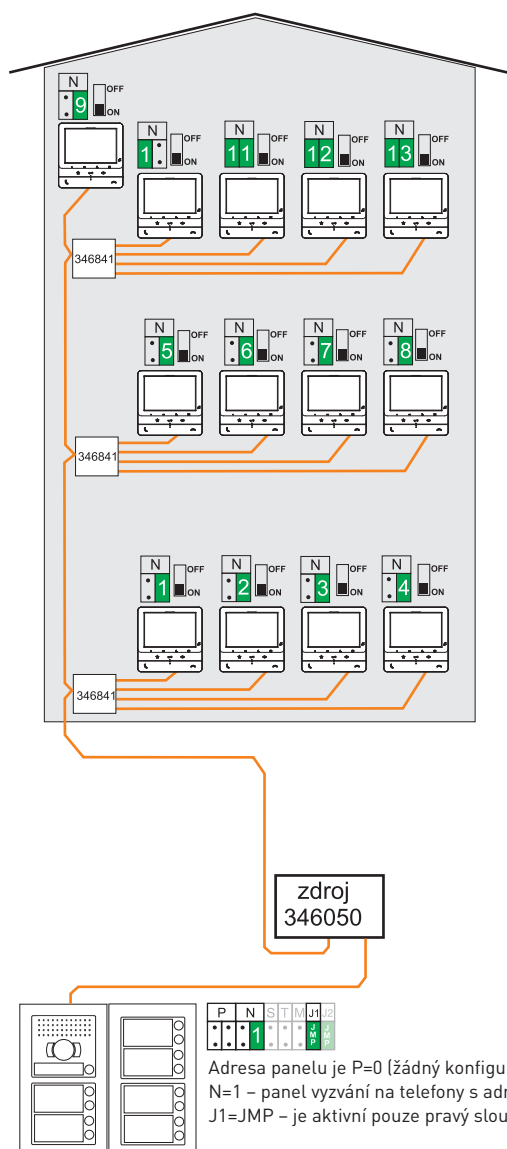 N
9 OFF ON
N N N N
1 OFF ON 11 OFF ON 12 OFF ON 13 OFF ON
346841
N N N N
5 OFF ON 6 OFF ON 7 OFF ON 8 OFF ON
346841
N N N N
1 OFF ON 2 OFF ON 3 OFF ON 4 OFF ON
346841
zdroj
346050
P N S T M J1 J2
1 JMP JMP
Adresa panelu je P=0 (žádný konfigu
N=1 – panel vyzvání na telefony s adr
J1=JMP – je aktivní pouze pravý slou